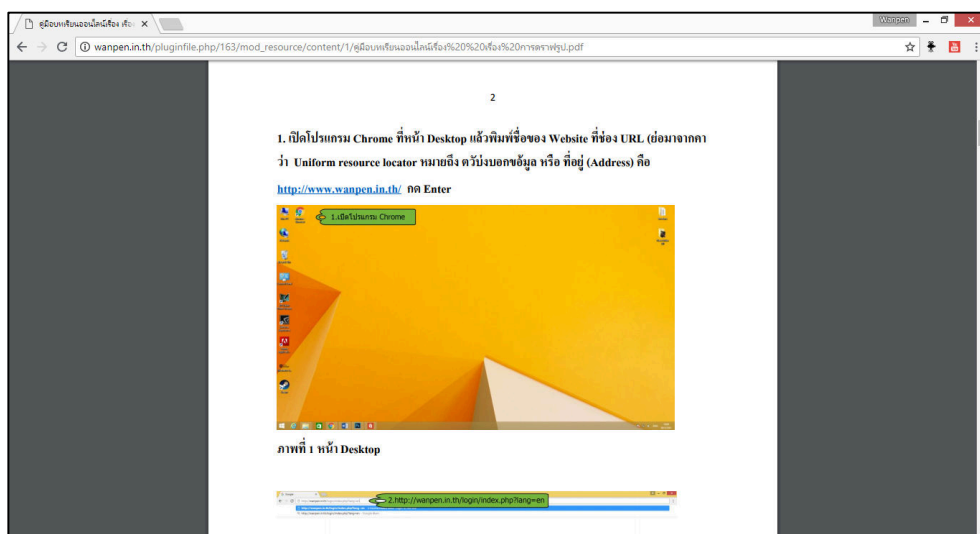 คู่มือบทเรียนออนไลน์เรื่อง เรื่อง
Wanpen
wanpen.in.th/pluginfile.php/163/mod_resource/content/1/คู่มือบทเรียนออนไลน์เรื่อง%20%20เรื่อง%20การตราฟรูป.pdf
2
1. เปิดโปรแกรม Chrome ที่หน้า Desktop แล้วพิมพ์ชื่อของ Website ที่ช่อง URL (ย่อมาจากคา
ว่า Uniform resource locator หมายถึง ตวับ่งบอกขอ้มูล หรือ ที่อยู่ (Address) คือ
http://www.wanpen.in.th/ กด Enter
1.เปิดโปรแกรม Chrome
ภาพที่ 1 หน้า Desktop
2.http://wanpen.in.th/login/index.php?lang=en